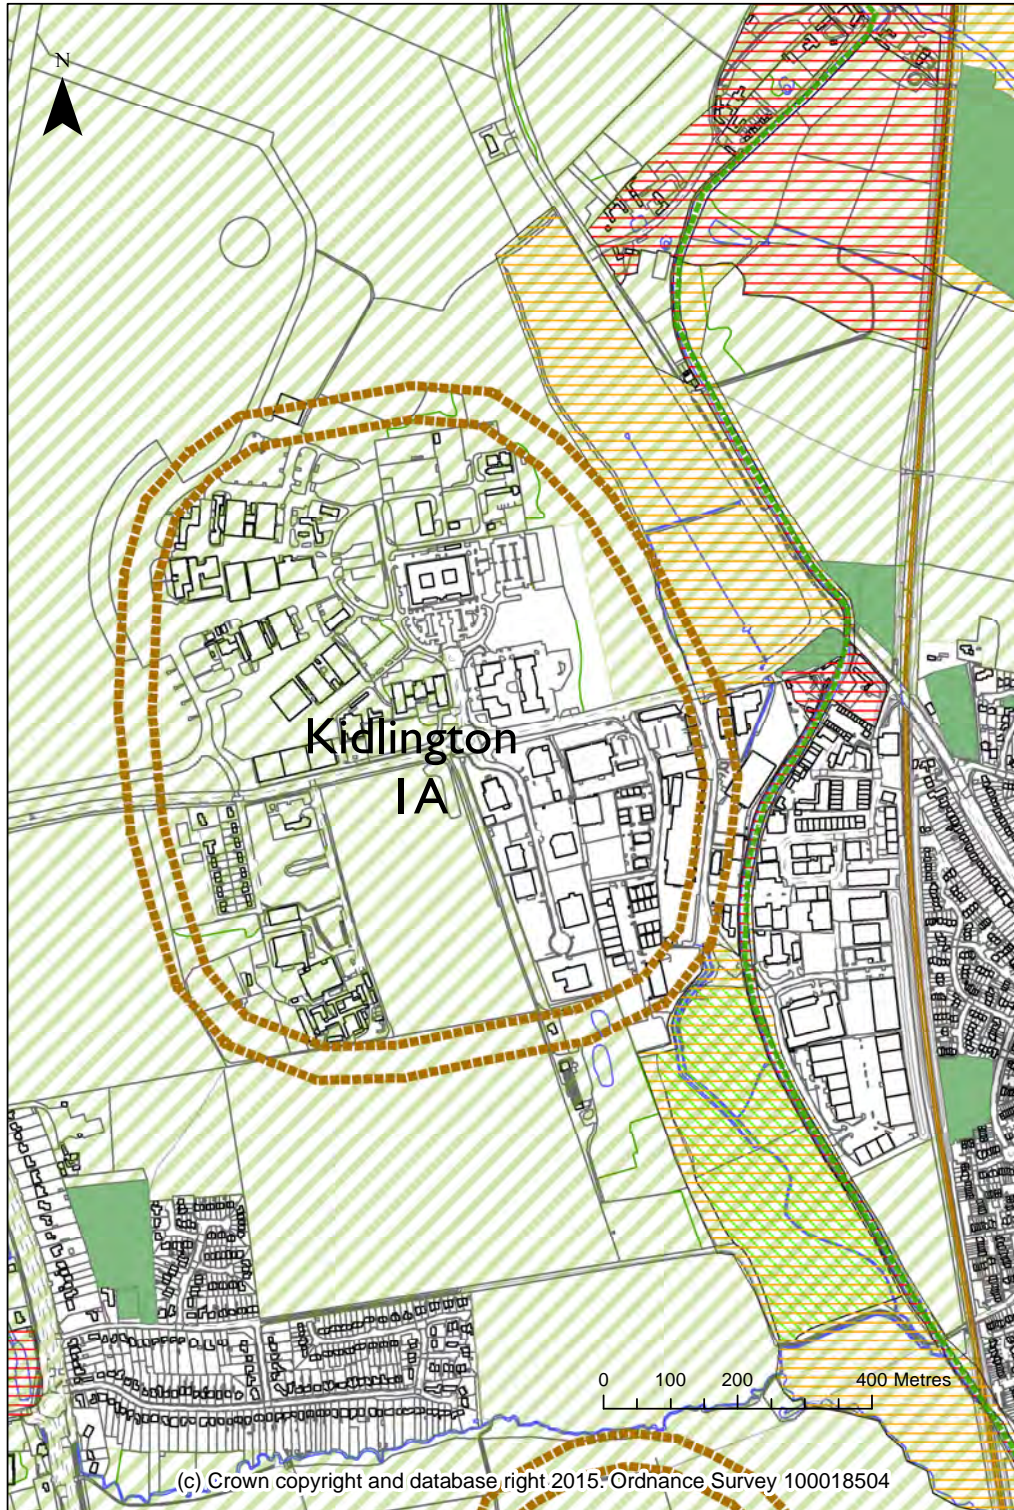 N
Kidlington
1A
0 100 200 400 Metres
(c) Crown copyright and database right 2015. Ordnance Survey 100018504